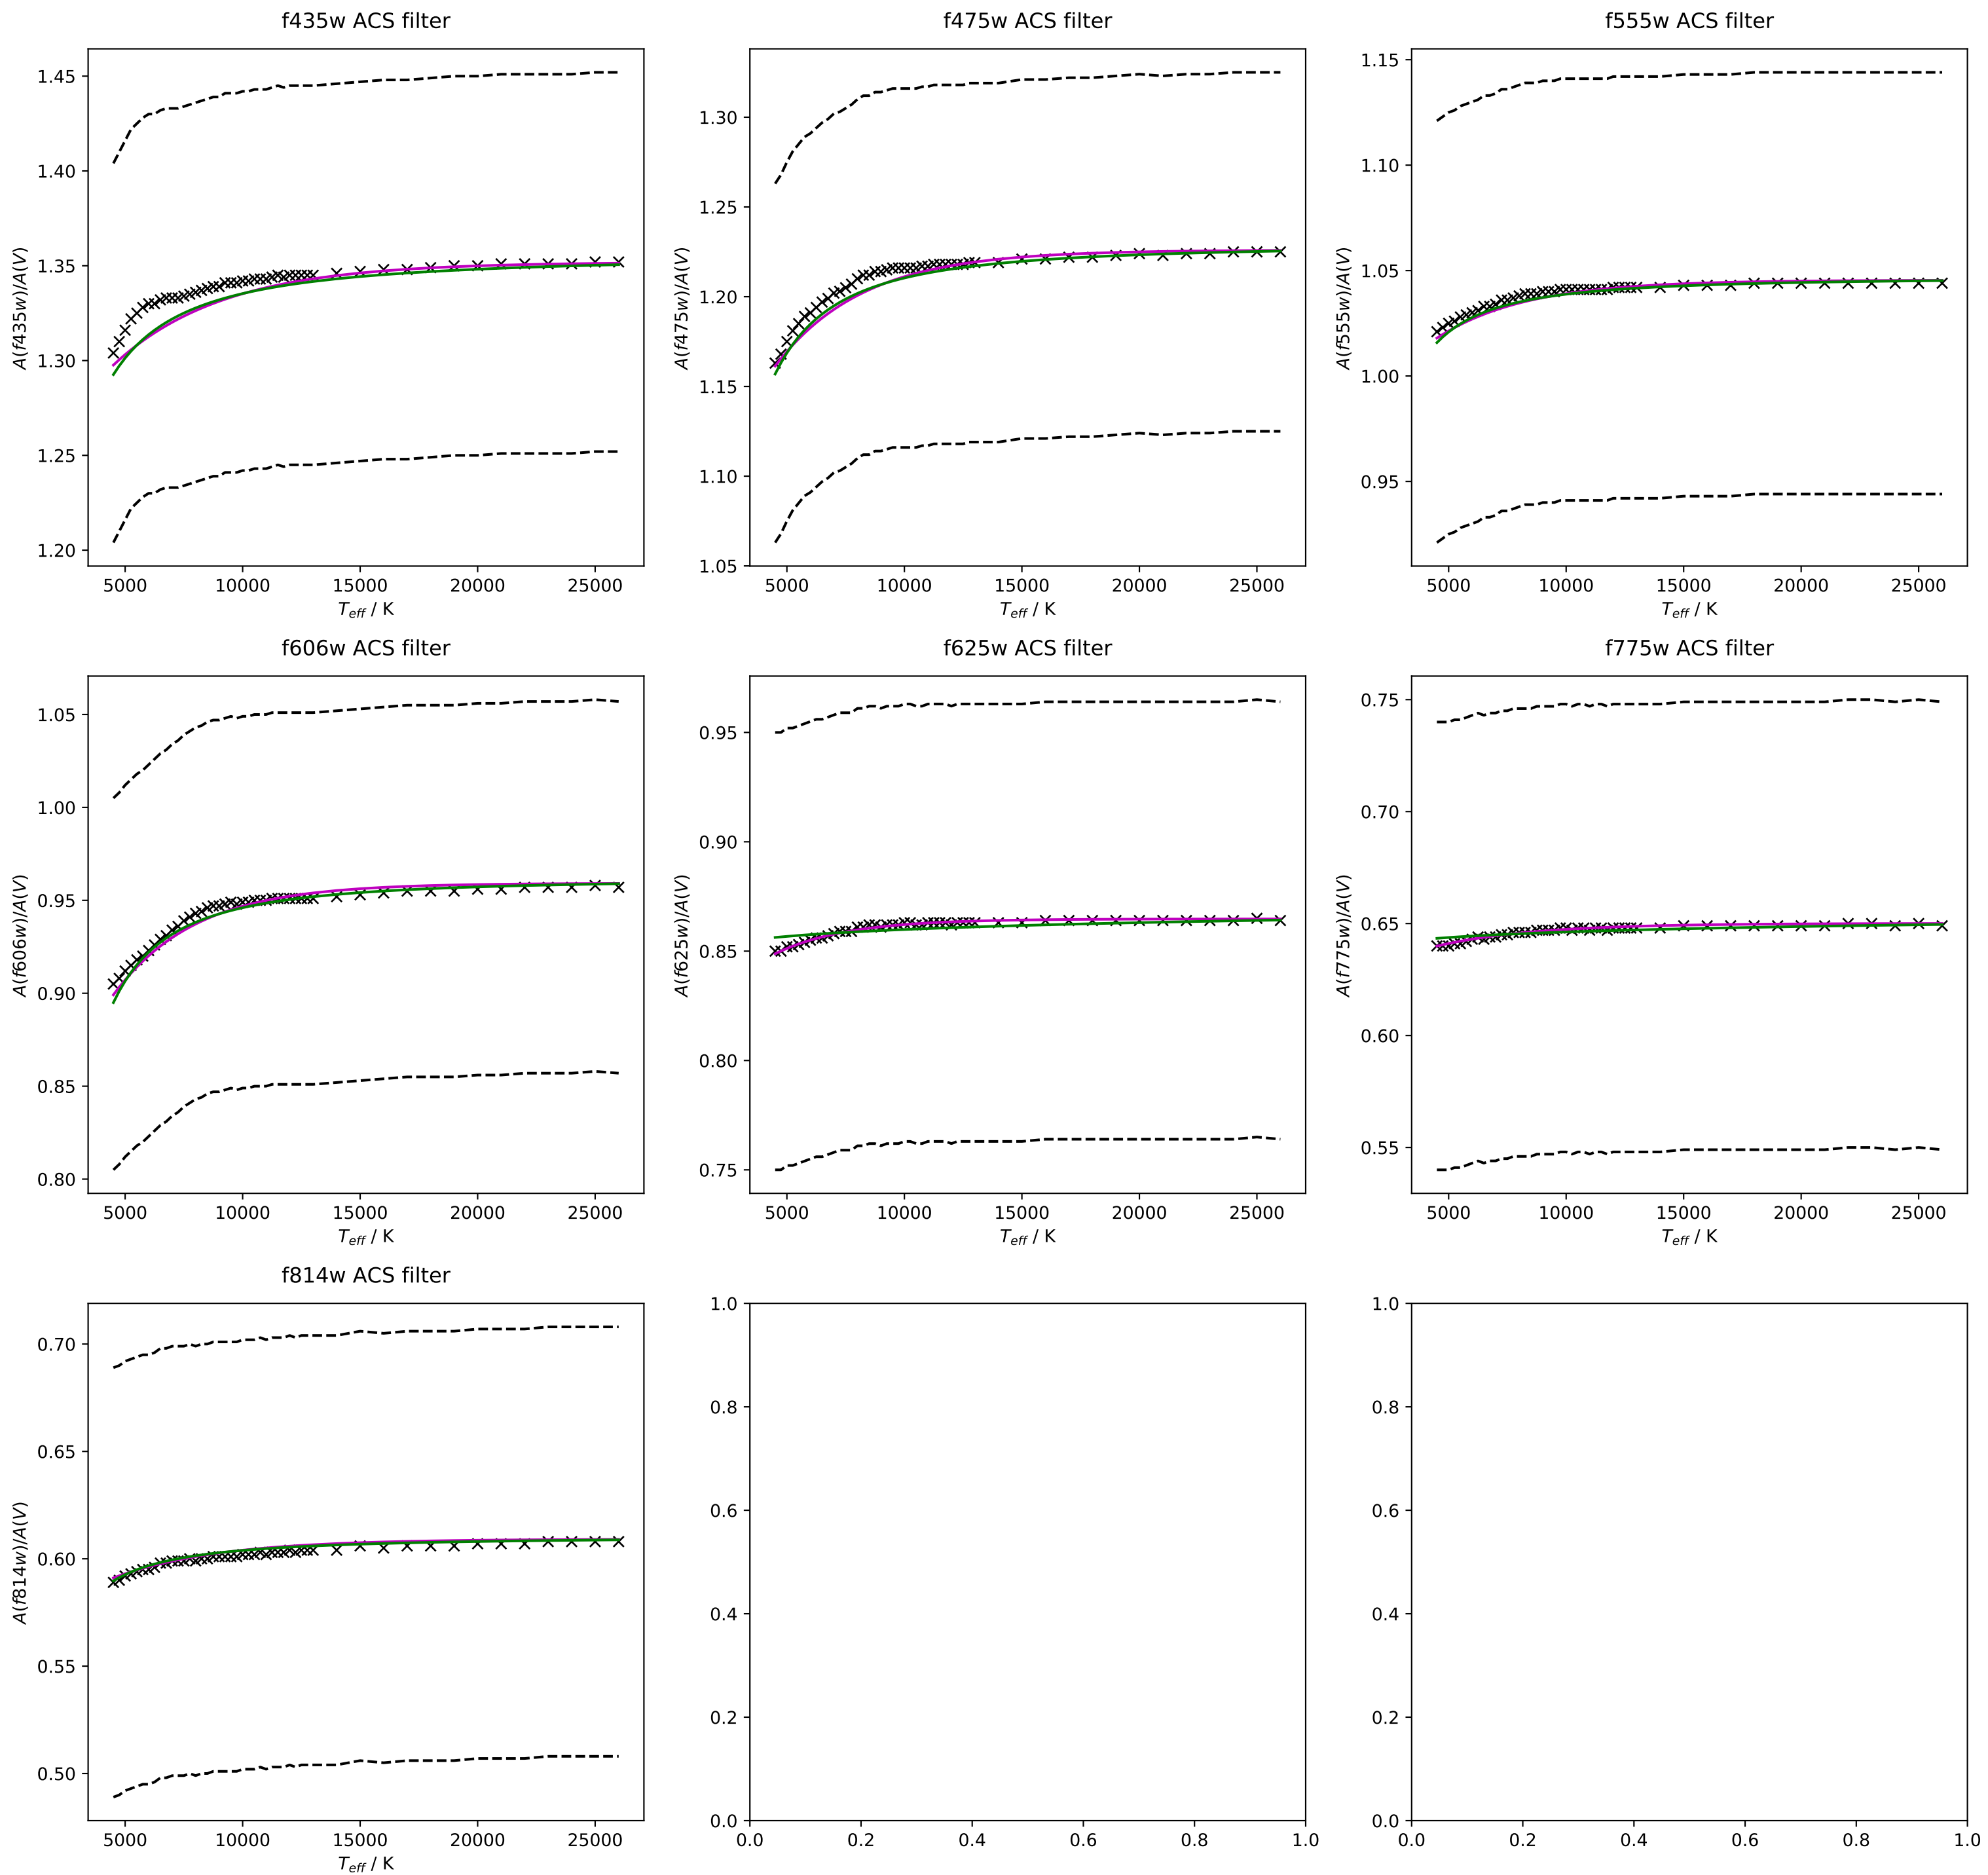 f435w ACS filter
A(f435w)/A(V)
1.45
1.40
1.35
1.30
1.25
1.20
5000 10000 15000 20000 25000
T_eff / K
f475w ACS filter
A(f475w)/A(V)
1.30
1.25
1.20
1.15
1.10
1.05
5000 10000 15000 20000 25000
T_eff / K
f555w ACS filter
A(f555w)/A(V)
1.15
1.10
1.05
1.00
0.95
5000 10000 15000 20000 25000
T_eff / K
f606w ACS filter
A(f606w)/A(V)
1.05
1.00
0.95
0.90
0.85
0.80
5000 10000 15000 20000 25000
T_eff / K
f625w ACS filter
A(f625w)/A(V)
0.95
0.90
0.85
0.80
0.75
5000 10000 15000 20000 25000
T_eff / K
f775w ACS filter
A(f775w)/A(V)
0.75
0.70
0.65
0.60
0.55
5000 10000 15000 20000 25000
T_eff / K
f814w ACS filter
A(f814w)/A(V)
0.70
0.65
0.60
0.55
0.50
5000 10000 15000 20000 25000
T_eff / K
1.0
0.8
0.6
0.4
0.2
0.0
0.0 0.2 0.4 0.6 0.8 1.0
1.0
0.8
0.6
0.4
0.2
0.0
0.0 0.2 0.4 0.6 0.8 1.0